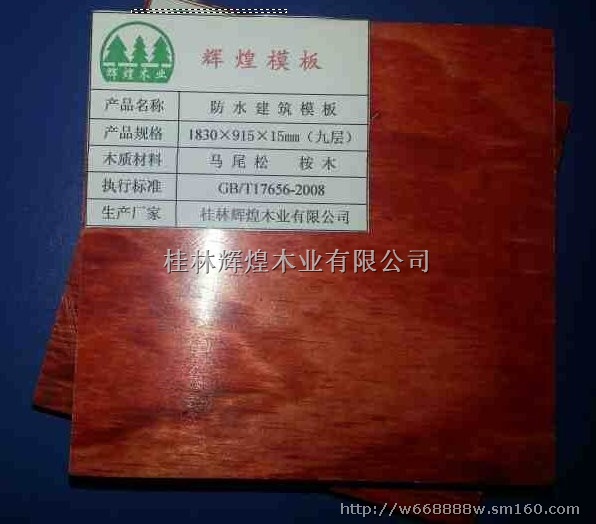 辉煌木业
辉煌模板
产品名称 防水建筑模板
产品规格 1830×915×15mm（九层）
木质材料 马尾松 桉木
执行标准 GB/T17656-2008
生产厂家 桂林辉煌木业有限公司
桂林辉煌木业有限公司
http://w668888w.sm160.com